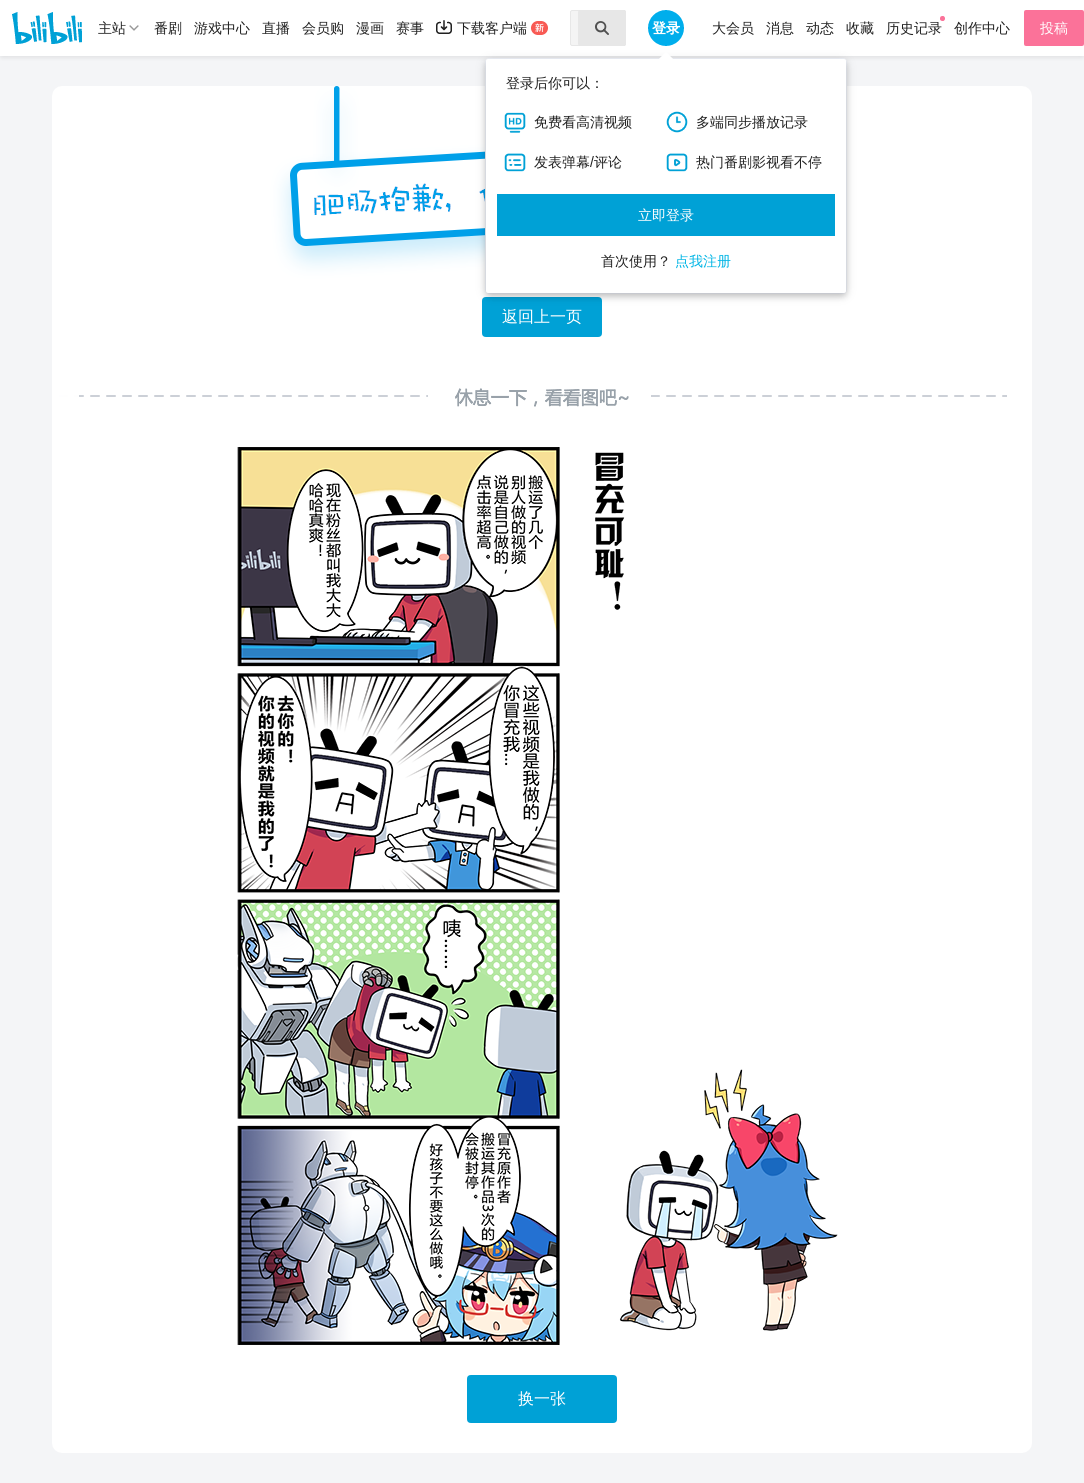 bilibili 主站 番剧 游戏中心 直播 会员购 漫画 赛事 下载客户端 新 登录 大会员 消息 动态 收藏 历史记录 创作中心 投稿
登录后你可以：
HD 免费看高清视频 多端同步播放记录
发表弹幕/评论 热门番剧影视看不停
立即登录
首次使用？ 点我注册
肥肠抱歉，
返回上一页
休息一下，看看图吧~
冒充可耻！
搬运了几个
别人做的视频
说是自己做的，
点击率超高。
现在粉丝都叫我大大
哈哈真爽！
bilibili
这些视频是我做的，
你冒充我…
去你的！
你的视频就是我的了！
咦……
冒充原作者
搬运其作品3次的
会被封停。
好孩子不要这么做哦。
B
换一张